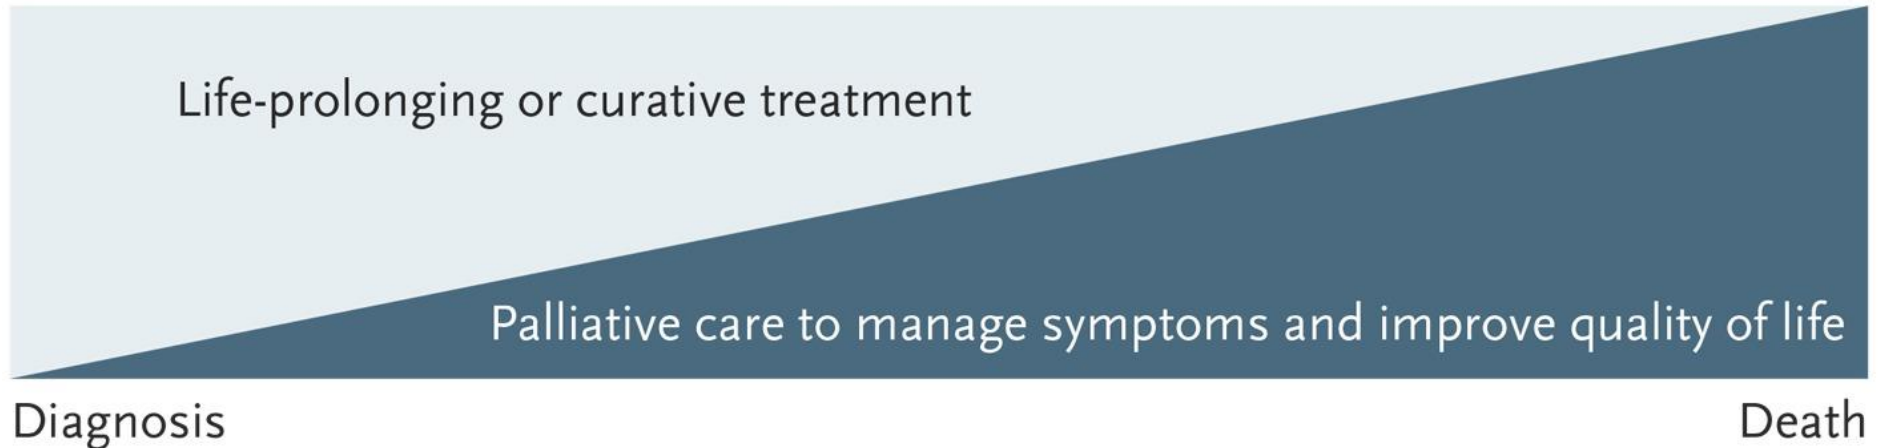 Life-prolonging or curative treatment
Palliative care to manage symptoms and improve quality of life
Diagnosis
Death